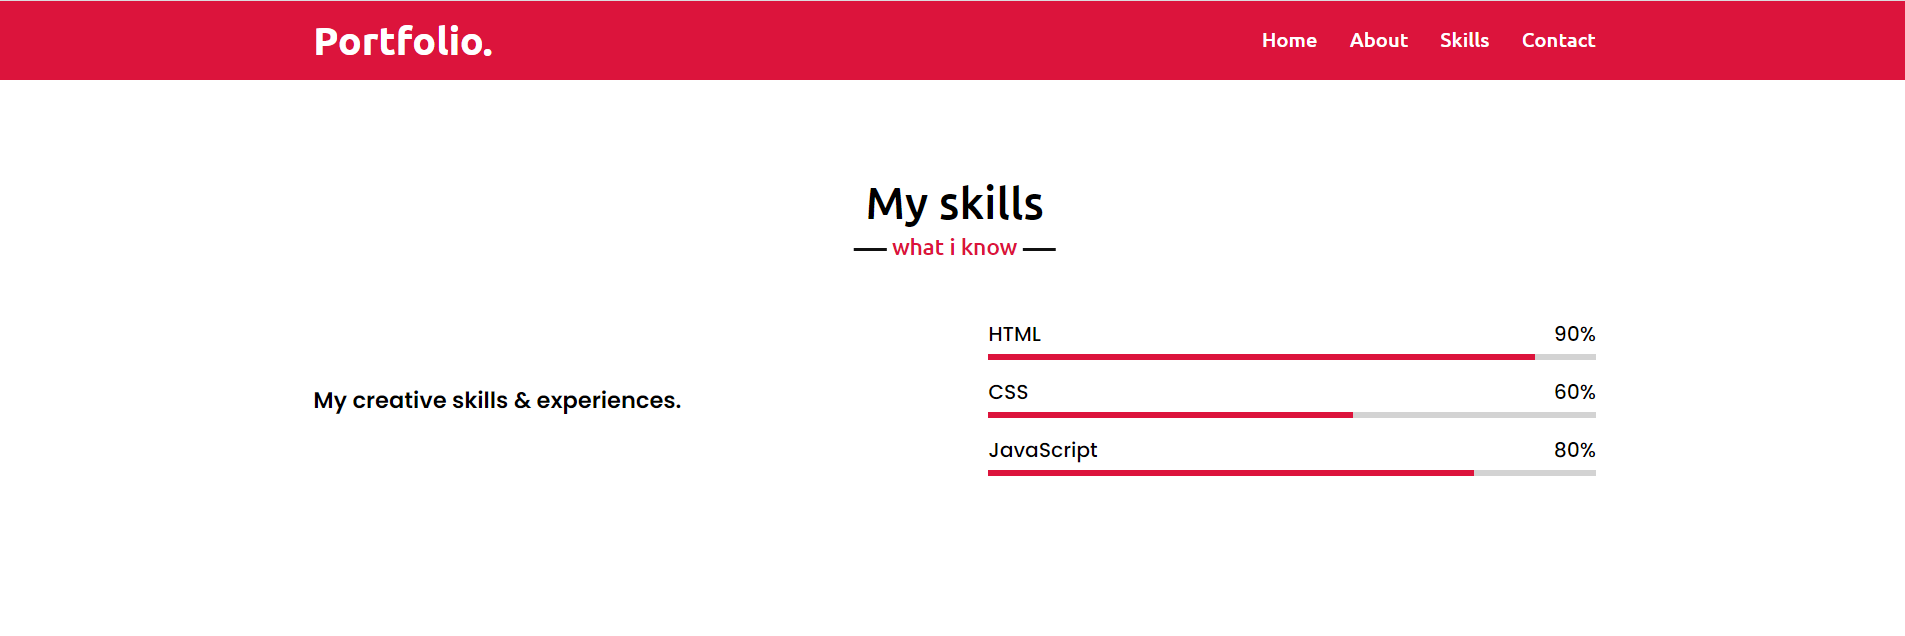 Portfolio.
Home About Skills Contact
My skills
what i know
My creative skills & experiences.
HTML 90%
CSS 60%
JavaScript 80%